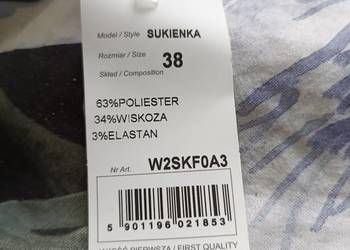 Model / Style SUKIENKA
Rozmiar / Size 38
Skład / Composition
63%POLIESTER
34%WISKOZA
3%ELASTAN
Nr Art. W2SKF0A3
5 901196 021853
PIERWSZA / FIRST QUALITY